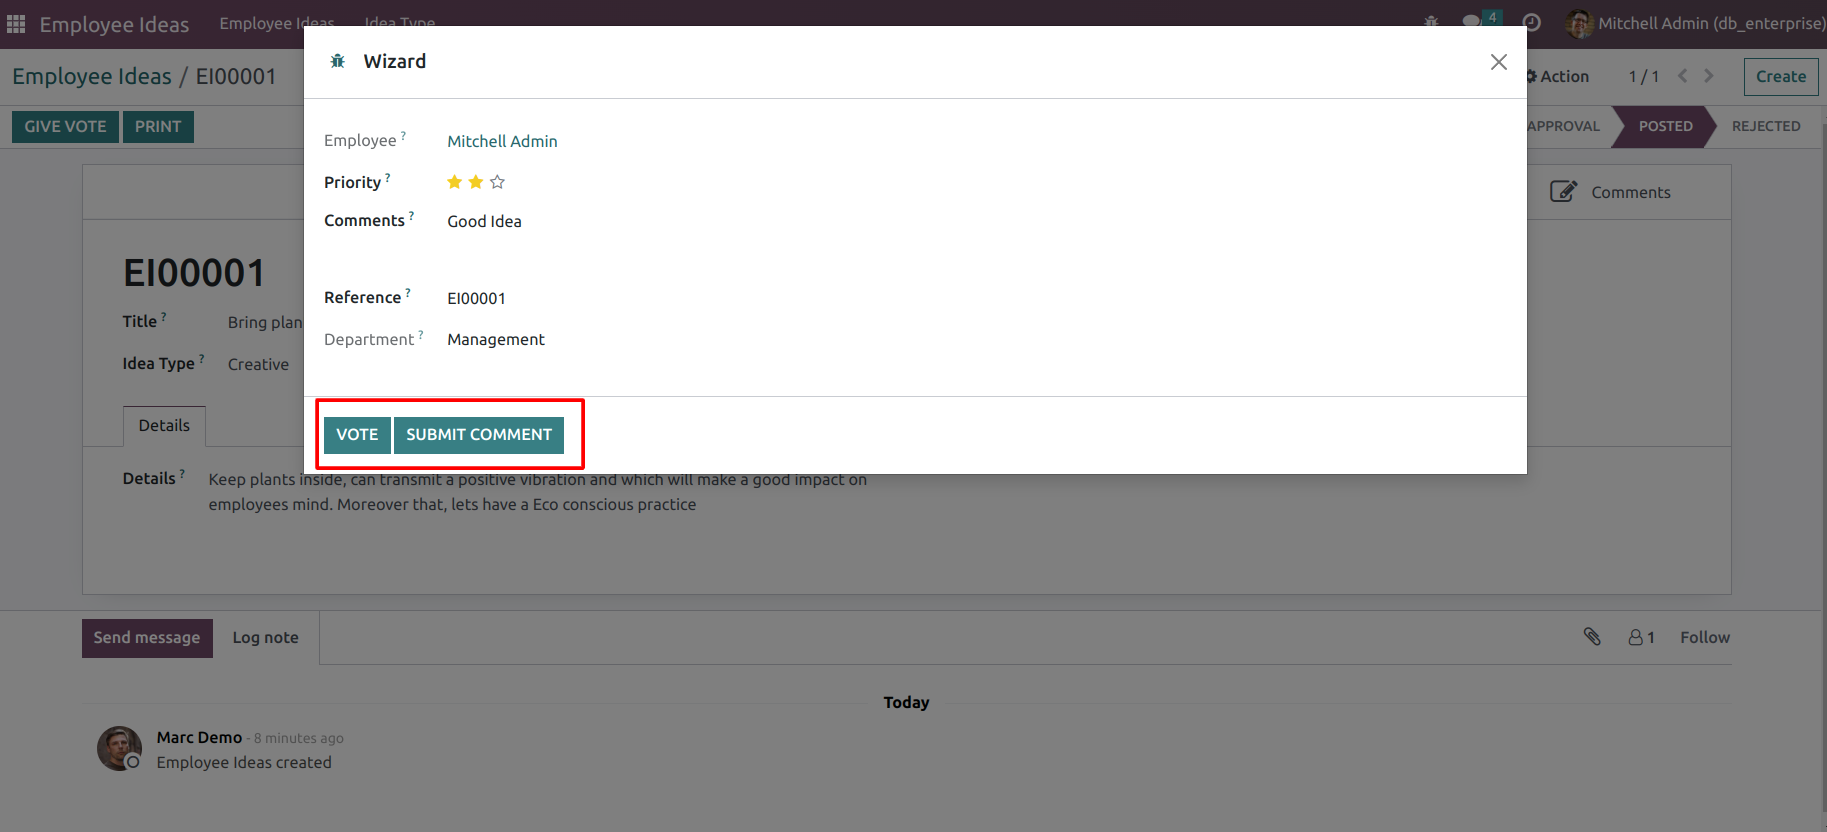 Employee Ideas Employee Ideas Idea Type 4 Mitchell Admin (db_enterprise)
Wizard
Employee Ideas / EI00001 Action 1 / 1 Create
GIVE VOTE PRINT APPROVAL POSTED REJECTED
Employee ? Mitchell Admin
Priority ?
Comments ? Good Idea
Reference ? EI00001
Department ? Management
VOTE SUBMIT COMMENT
Comments
EI00001
Title ? Bring plan
Idea Type ? Creative
Details
Details ? Keep plants inside, can transmit a positive vibration and which will make a good impact on
employees mind. Moreover that, lets have a Eco conscious practice
Send message Log note 1 Follow
Today
Marc Demo - 8 minutes ago
Employee Ideas created